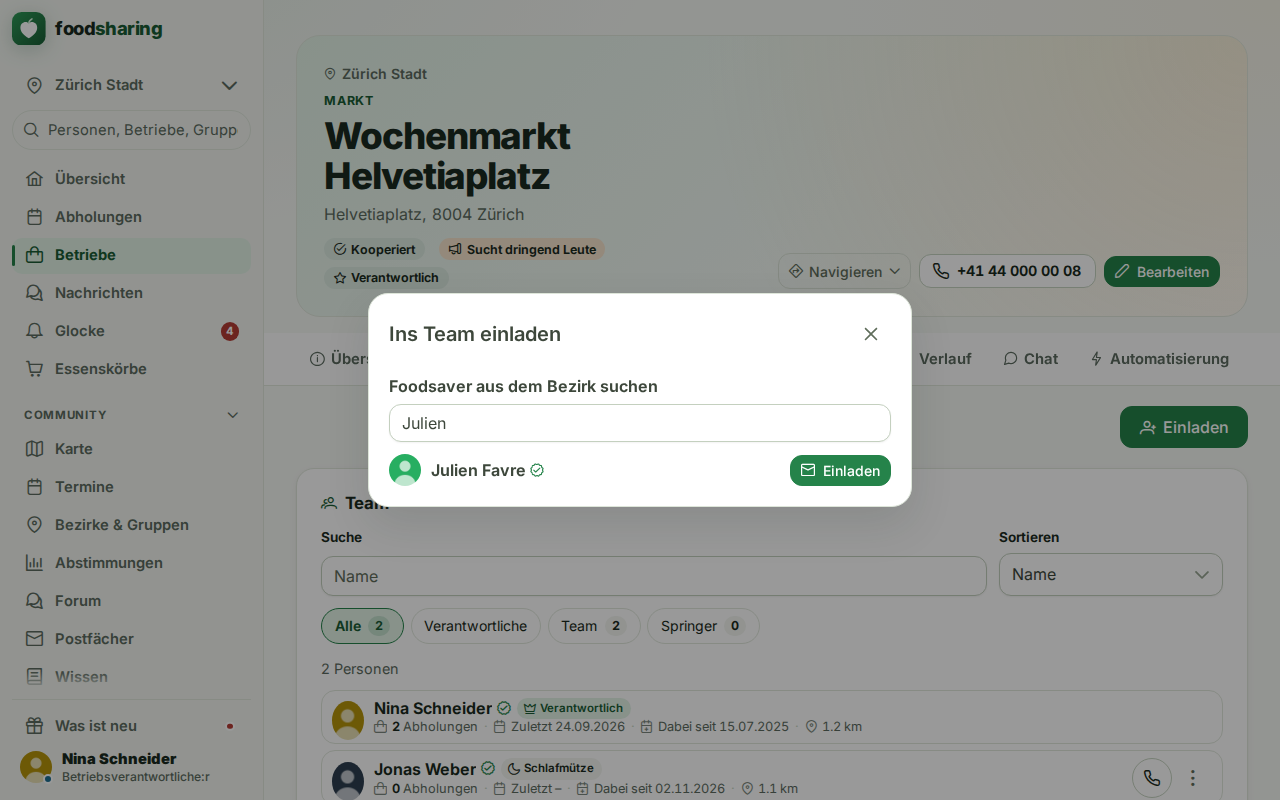 foodsharing
Zürich Stadt
Personen, Betriebe, Grupp
Übersicht
Abholungen
Betriebe
Nachrichten
Glocke
4
Essenskörbe
COMMUNITY
Karte
Termine
Bezirke & Gruppen
Abstimmungen
Forum
Postfächer
Wissen
Was ist neu
Nina Schneider
Betriebsverantwortliche:r
Zürich Stadt
MARKT
Wochenmarkt
Helvetiaplatz
Helvetiaplatz, 8004 Zürich
Kooperiert
Sucht dringend Leute
Verantwortlich
Navigieren
+41 44 000 00 08
Bearbeiten
Verlauf
Chat
Automatisierung
Einladen
Ins Team einladen
Foodsaver aus dem Bezirk suchen
Julien
Julien Favre
Einladen
Team
Suche
Name
Sortieren
Name
Alle 2
Verantwortliche
Team 2
Springer 0
2 Personen
Nina Schneider Verantwortlich
2 Abholungen · Zuletzt 24.09.2026 · Dabei seit 15.07.2025 · 1.2 km
Jonas Weber Schlafmütze
0 Abholungen · Zuletzt – · Dabei seit 02.11.2026 · 1.1 km